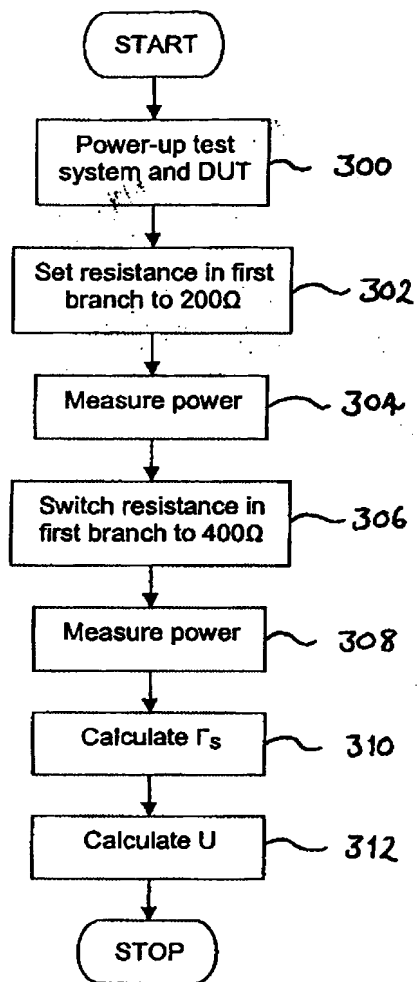 START
Power-up test
system and DUT
300
Set resistance in first
branch to 200Ω
302
Measure power
304
Switch resistance in
first branch to 400Ω
306
Measure power
308
Calculate Γs
310
Calculate U
312
STOP